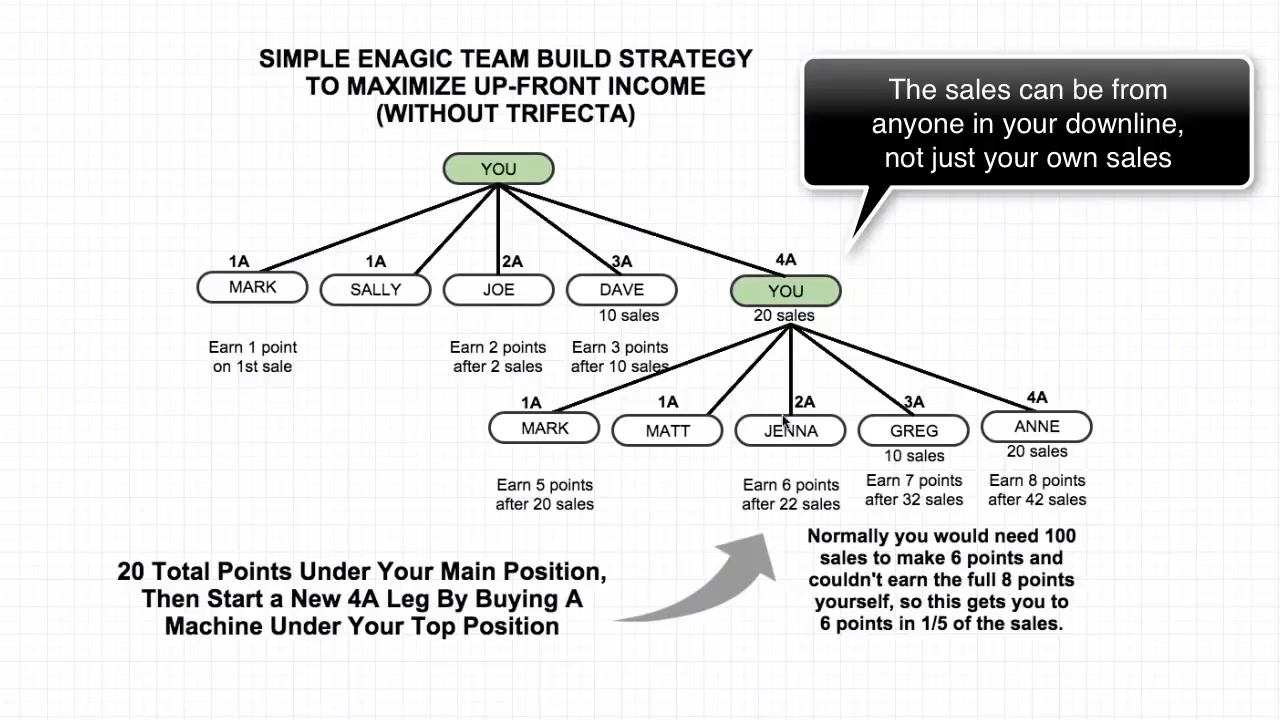 SIMPLE ENAGIC TEAM BUILD STRATEGY
TO MAXIMIZE UP-FRONT INCOME
(WITHOUT TRIFECTA)
The sales can be from
anyone in your downline,
not just your own sales
YOU
1A
1A
2A
3A
4A
MARK
SALLY
JOE
DAVE
YOU
10 sales
20 sales
Earn 1 point
on 1st sale
Earn 2 points
after 2 sales
Earn 3 points
after 10 sales
1A
1A
2A
3A
4A
MARK
MATT
JENNA
GREG
ANNE
10 sales
20 sales
Earn 5 points
after 20 sales
Earn 6 points
after 22 sales
Earn 7 points
after 32 sales
Earn 8 points
after 42 sales
20 Total Points Under Your Main Position,
Then Start a New 4A Leg By Buying A
Machine Under Your Top Position
Normally you would need 100
sales to make 6 points and
couldn't earn the full 8 points
yourself, so this gets you to
6 points in 1/5 of the sales.